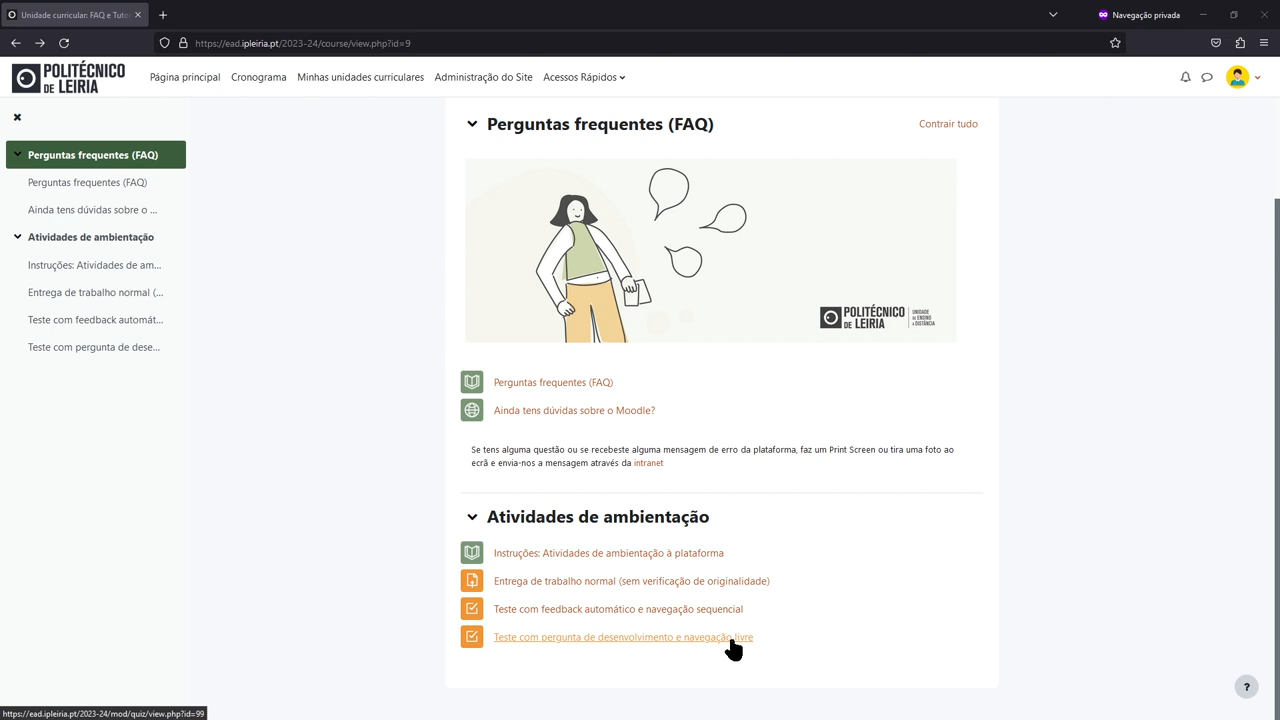 Unidade curricular: FAQ e Tuto
Navegação privada
https://ead.ipleiria.pt/2023-24/course/view.php?id=9
POLITÉCNICO
DE LEIRIA
Página principal
Cronograma
Minhas unidades curriculares
Administração do Site
Acessos Rápidos
Perguntas frequentes (FAQ)
Perguntas frequentes (FAQ)
Ainda tens dúvidas sobre o ...
Atividades de ambientação
Instruções: Atividades de am...
Entrega de trabalho normal (...
Teste com feedback automát...
Teste com pergunta de dese...
Perguntas frequentes (FAQ)
Contrair tudo
POLITÉCNICO
DE LEIRIA
UNIDADE
DE ENSINO
A DISTÂNCIA
Perguntas frequentes (FAQ)
Ainda tens dúvidas sobre o Moodle?
Se tens alguma questão ou se recebeste alguma mensagem de erro da plataforma, faz um Print Screen ou tira uma foto ao
ecrã e envia-nos a mensagem através da intranet
Atividades de ambientação
Instruções: Atividades de ambientação à plataforma
Entrega de trabalho normal (sem verificação de originalidade)
Teste com feedback automático e navegação sequencial
Teste com pergunta de desenvolvimento e navegação livre
?
https://ead.ipleiria.pt/2023-24/mod/quiz/view.php?id=99